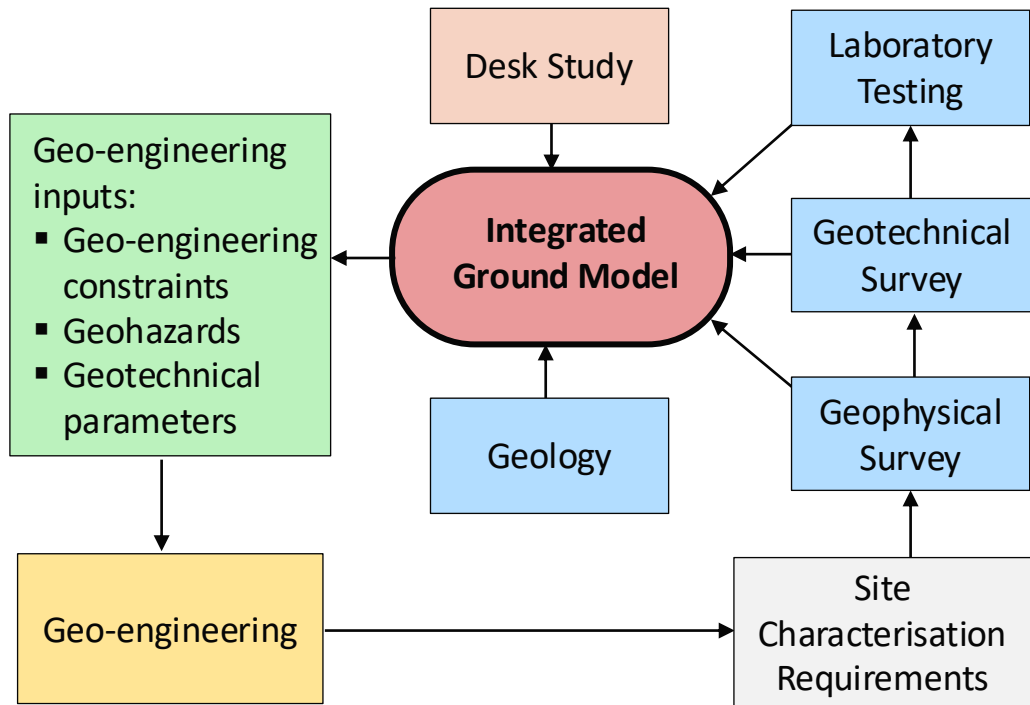 Desk Study
Laboratory
Testing
Geo-engineering
inputs:
▪ Geo-engineering
constraints
▪ Geohazards
▪ Geotechnical
parameters
Integrated
Ground Model
Geotechnical
Survey
Geology
Geophysical
Survey
Geo-engineering
Site
Characterisation
Requirements